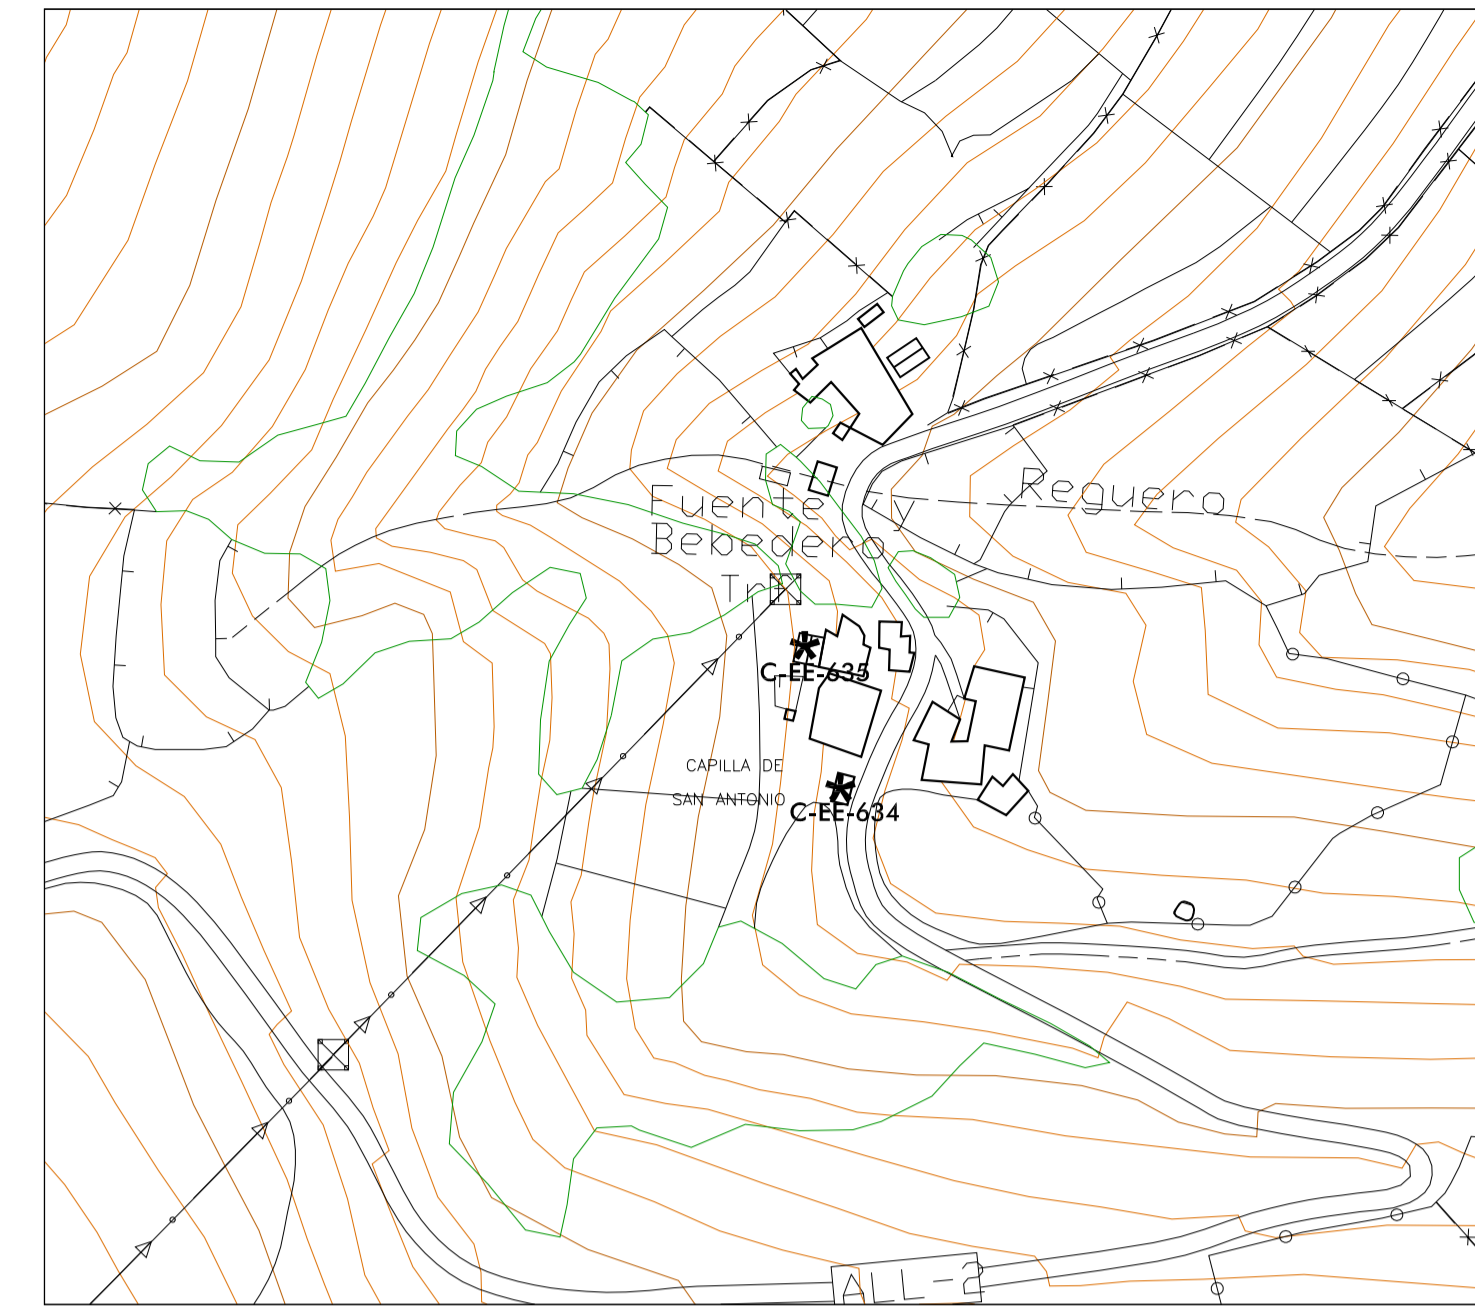 Reguero
Fuente y
Bebedero
Tr
C-EE-635
CAPILLA DE
SAN ANTONIO
C-EE-634
ALL-2